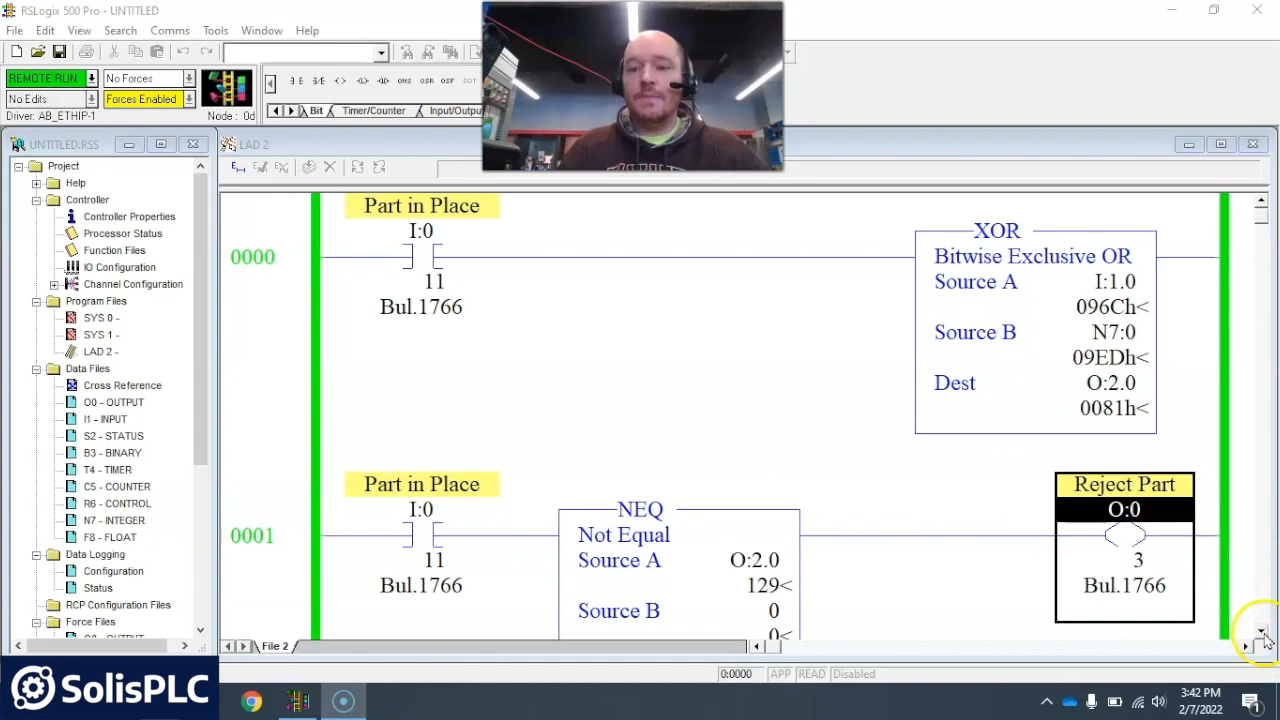 RSLogix 500 Pro - UNTITLED
File Edit View Search Comms Tools Window Help
REMOTE RUN No Forces
No Edits Forces Enabled
Driver: AB_ETHIP-1 Node : 0d
Bit Timer/Counter Input/Outpu
UNTITLED.RSS
Project
Help
Controller
Controller Properties
Processor Status
Function Files
IO Configuration
Channel Configuration
Program Files
SYS 0 -
SYS 1 -
LAD 2 -
Data Files
Cross Reference
O0 - OUTPUT
I1 - INPUT
S2 - STATUS
B3 - BINARY
T4 - TIMER
C5 - COUNTER
R6 - CONTROL
N7 - INTEGER
F8 - FLOAT
Data Logging
Configuration
Status
RCP Configuration Files
Force Files
LAD 2
Part in Place
I:0
0000
11
Bul.1766
XOR
Bitwise Exclusive OR
Source A I:1.0
096Ch<
Source B N7:0
09EDh<
Dest O:2.0
0081h<
Part in Place
I:0
0001
11
Bul.1766
NEQ
Not Equal
Source A O:2.0
129<
Source B 0
0<
Reject Part
O:0
3
Bul.1766
File 2
0:0000 APP READ Disabled
SolisPLC
3:42 PM
2/7/2022
1